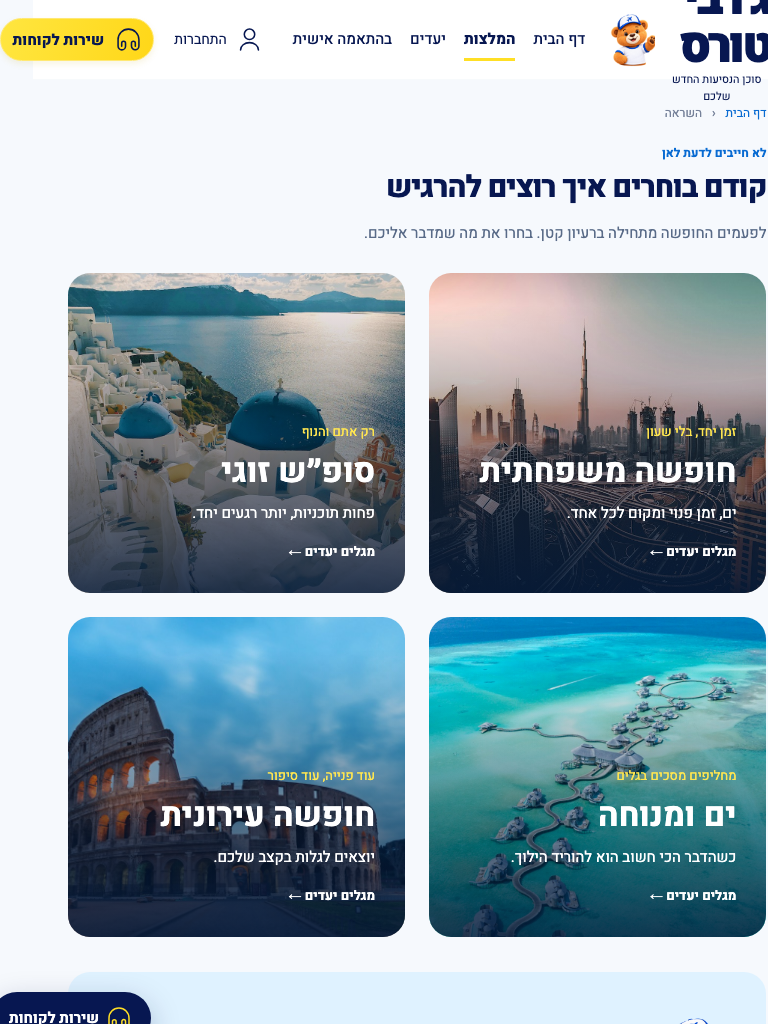 טורס
סוכן הנסיעות החדש
שלכם
דף הבית
המלצות
יעדים
בהתאמה אישית
התחברות
שירות לקוחות
דף הבית ‹ השראה
לא חייבים לדעת לאן
קודם בוחרים איך רוצים להרגיש
לפעמים החופשה מתחילה ברעיון קטן. בחרו את מה שמדבר אליכם.
זמן יחד, בלי שעון
חופשה משפחתית
ים, זמן פנוי ומקום לכל אחד.
מגלים יעדים ←
רק אתם והנוף
סופ״ש זוגי
פחות תוכניות, יותר רגעים יחד.
מגלים יעדים ←
מחליפים מסכים בגלים
ים ומנוחה
כשהדבר הכי חשוב הוא להוריד הילוך.
מגלים יעדים ←
עוד פנייה, עוד סיפור
חופשה עירונית
יוצאים לגלות בקצב שלכם.
מגלים יעדים ←
שירות לקוחות